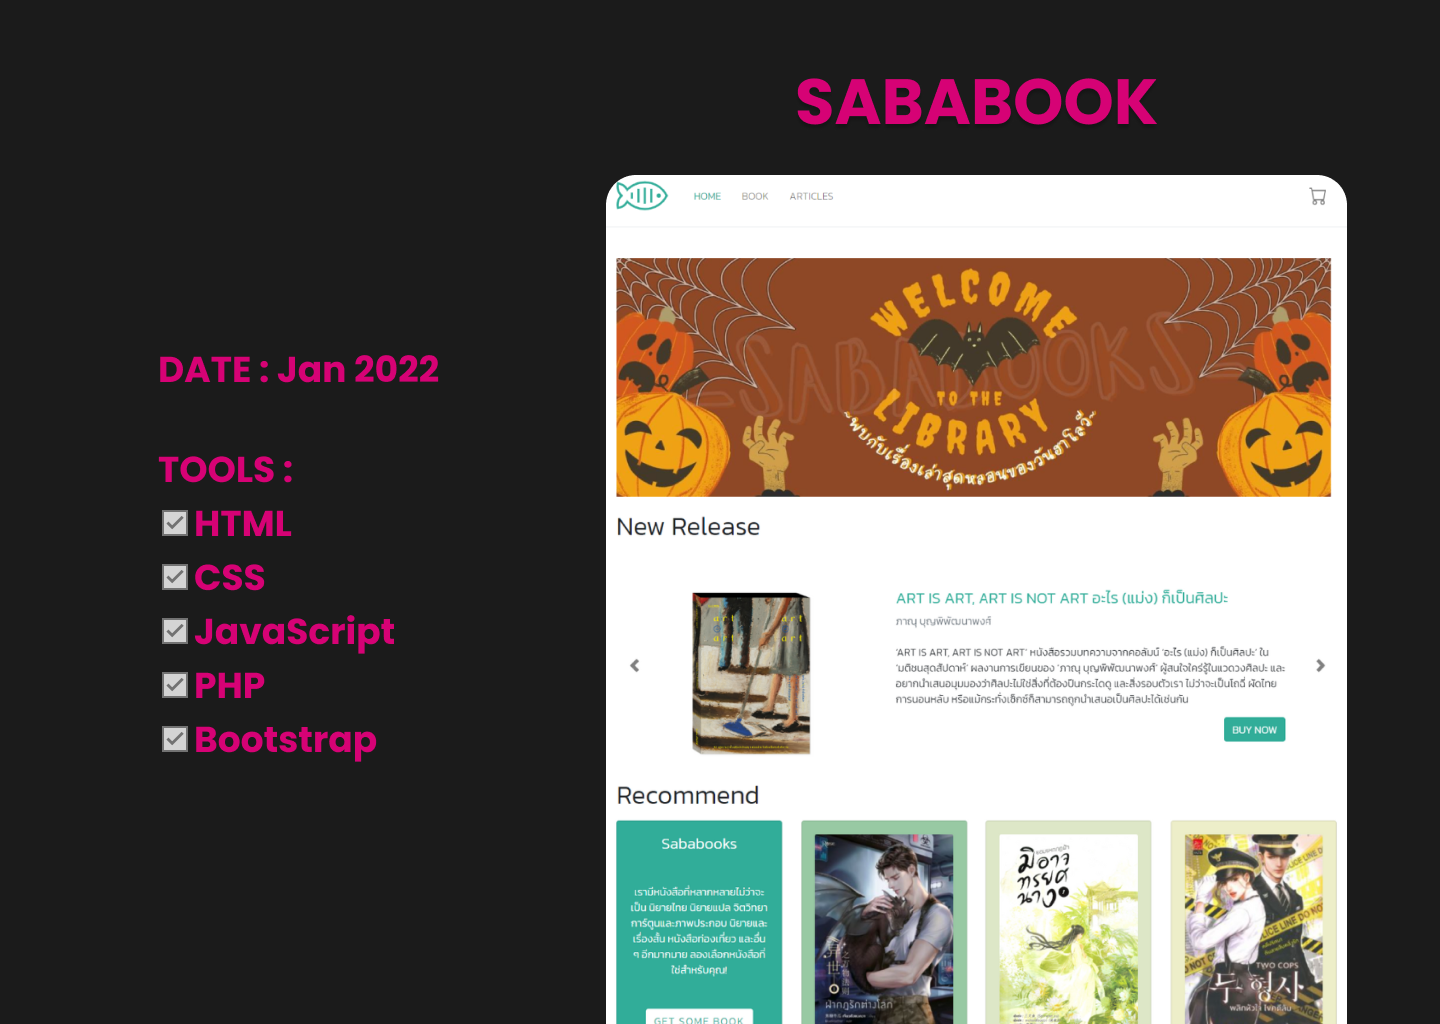 SABABOOK
DATE : Jan 2022
TOOLS :
HTML
CSS
JavaScript
PHP
Bootstrap
HOME BOOK ARTICLES
WELCOME
TO THE
LIBRARY
~พบกับเรื่องเล่าสุดหลอนของวันฮาโลวี~
-SABABOOKS-
New Release
art art
art art
ART IS ART, ART IS NOT ART อะไร (แม่ง) ก็เป็นศิลปะ
ภาณุ บุญพิพัฒนาพงศ์
'ART IS ART, ART IS NOT ART' หนังสือรวมบทความจากคอลัมน์ 'อะไร (แม่ง) ก็เป็นศิลปะ' ใน
'มติชนสุดสัปดาห์' ผลงานการเขียนของ 'ภาณุ บุญพิพัฒนาพงศ์' ผู้สนใจใคร่รู้ในแวดวงศิลปะ และ
อยากนำเสนอมุมมองว่าศิลปะไม่ใช่สิ่งที่ต้องปีนกระไดดู และสิ่งรอบตัวเรา ไม่ว่าจะเป็นโถฉี่ ผัดไทย
การนอนหลับ หรือแม้กระทั่งเซ็กซ์ก็สามารถถูกนำเสนอเป็นศิลปะได้เช่นกัน
BUY NOW
Recommend
Sababooks
เรามีหนังสือที่หลากหลายไม่ว่าจะ
เป็น นิยายไทย นิยายแปล จิตวิทยา
การ์ตูนและภาพประกอบ นิยายและ
เรื่องสั้น หนังสือท่องเที่ยว และอื่น
ๆ อีกมากมาย ลองเลือกหนังสือที่
ใช่สำหรับคุณ!
GET SOME BOOK
ฝ่ากฎรักต่างโลก
มิอาจ
ทรยศ
นาง
POLICE LINE DO NOT
TWO COPS
두 형사
พลิกหัวใจ ไขคดีลับ